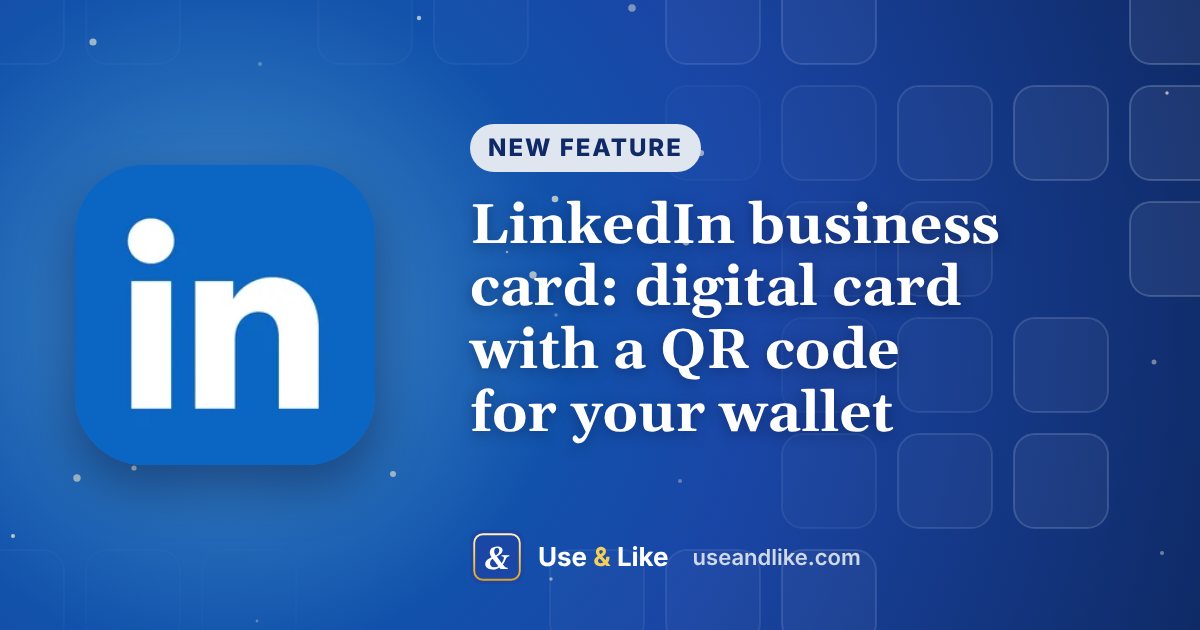 in
NEW FEATURE
LinkedIn business
card: digital card
with a QR code
for your wallet
& Use & Like useandlike.com